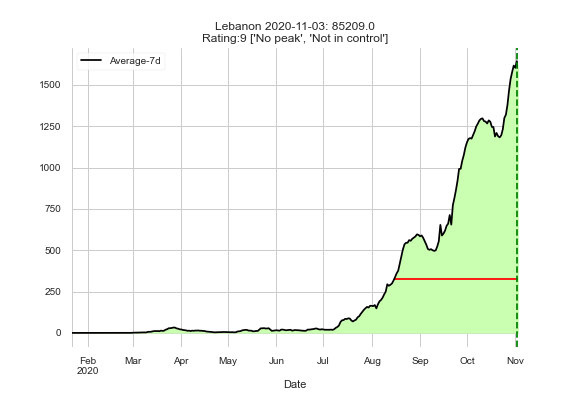 Lebanon 2020-11-03: 85209.0
Rating:9 ['No peak', 'Not in control']
Average-7d
1500
1250
1000
750
500
250
0
Feb Mar Apr May Jun Jul Aug Sep Oct Nov
2020
Date